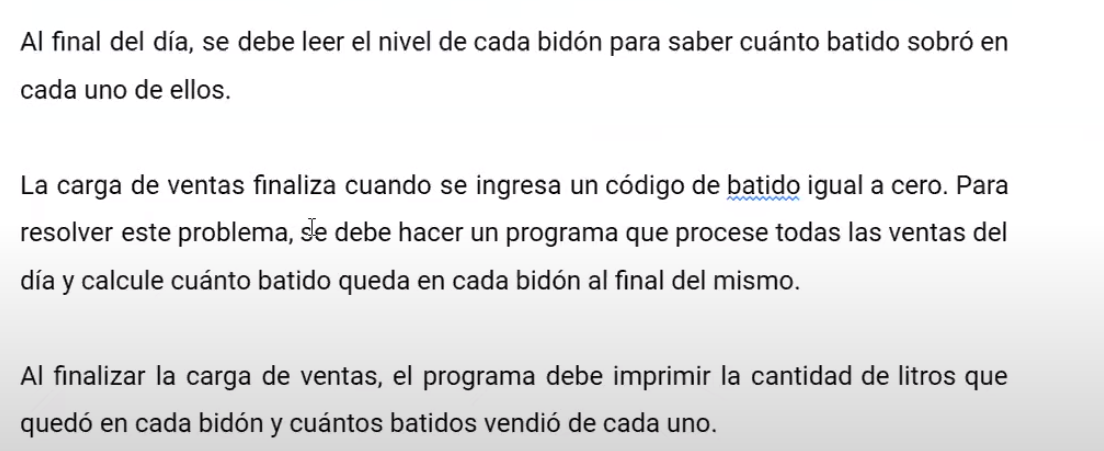 Al final del día, se debe leer el nivel de cada bidón para saber cuánto batido sobró en
cada uno de ellos.
La carga de ventas finaliza cuando se ingresa un código de batido igual a cero. Para
resolver este problema, se debe hacer un programa que procese todas las ventas del
día y calcule cuánto batido queda en cada bidón al final del mismo.
Al finalizar la carga de ventas, el programa debe imprimir la cantidad de litros que
quedó en cada bidón y cuántos batidos vendió de cada uno.